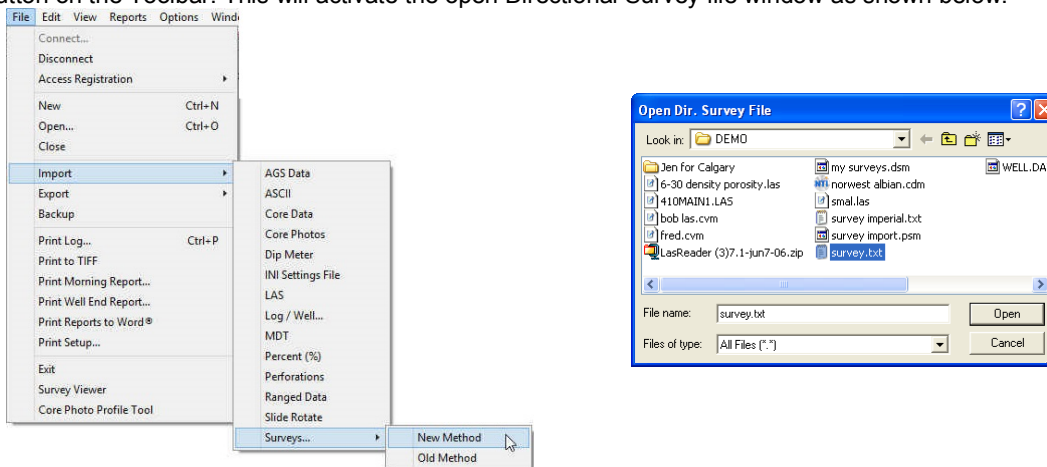 utton on the Toolbar. This will activate the open Directional Survey file window as shown below.
File Edit View Reports Options Wind
Connect...
Disconnect
Access Registration
New Ctrl+N
Open... Ctrl+O
Close
Import
Export
Backup
Print Log... Ctrl+P
Print to TIFF
Print Morning Report...
Print Well End Report...
Print Reports to Word®
Print Setup...
Exit
Survey Viewer
Core Photo Profile Tool
AGS Data
ASCII
Core Data
Core Photos
Dip Meter
INI Settings File
LAS
Log / Well...
MDT
Percent (%)
Perforations
Ranged Data
Slide Rotate
Surveys...
New Method
Old Method
Open Dir. Survey File
Look in: DEMO
Jen for Calgary
6-30 density porosity.las
410MAIN1.LAS
bob las.cvm
fred.cvm
LasReader (3)7.1-jun7-06.zip
my surveys.dsm
norwest albian.cdm
smal.las
survey imperial.txt
survey import.psm
survey.txt
WELL.DA
File name: survey.txt Open
Files of type: All Files (*.*) Cancel